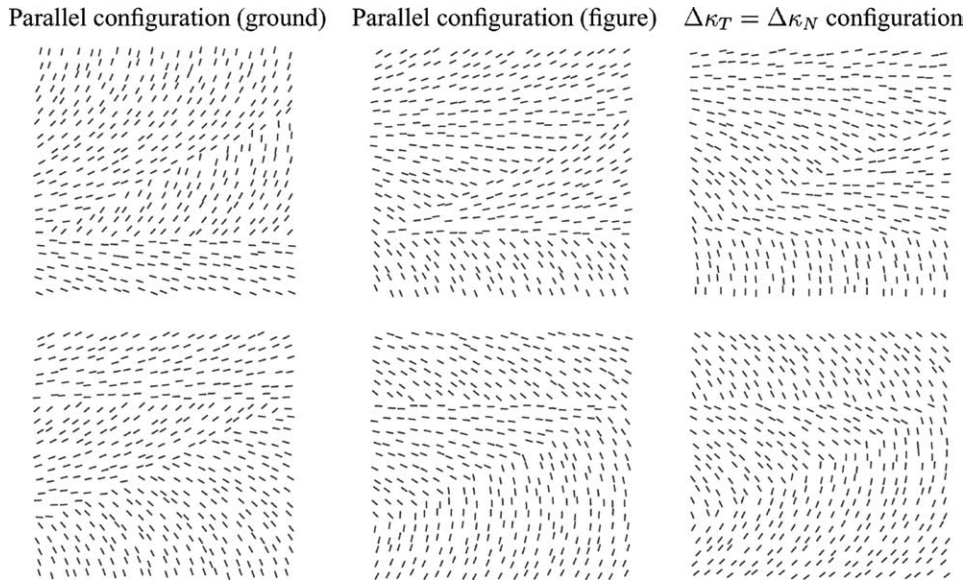 Parallel configuration (ground)
Parallel configuration (figure)
Δκ_T = Δκ_N configuration